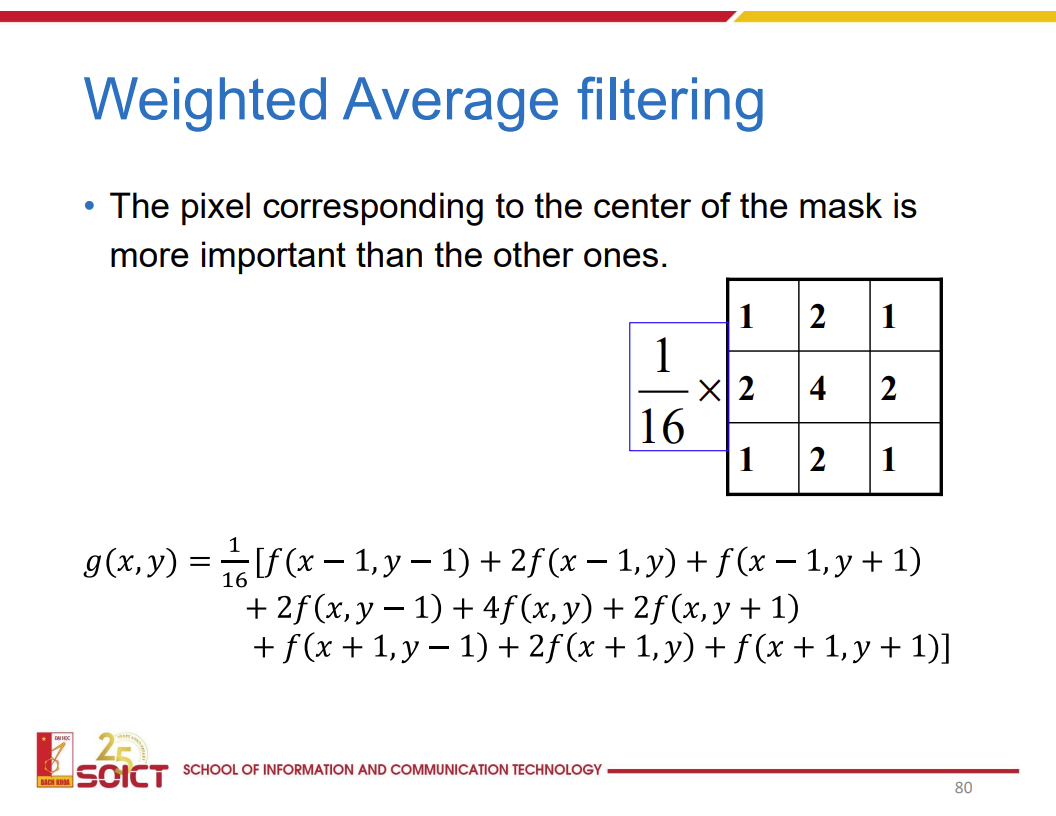 Weighted Average filtering
• The pixel corresponding to the center of the mask is
more important than the other ones.
1/16 ×
1 2 1
2 4 2
1 2 1
g(x, y) = 1/16 [f(x − 1, y − 1) + 2f(x − 1, y) + f(x − 1, y + 1)
+ 2f(x, y − 1) + 4f(x, y) + 2f(x, y + 1)
+ f(x + 1, y − 1) + 2f(x + 1, y) + f(x + 1, y + 1)]
ĐẠI HỌC
BÁCH KHOA
25
SOICT
SCHOOL OF INFORMATION AND COMMUNICATION TECHNOLOGY
80